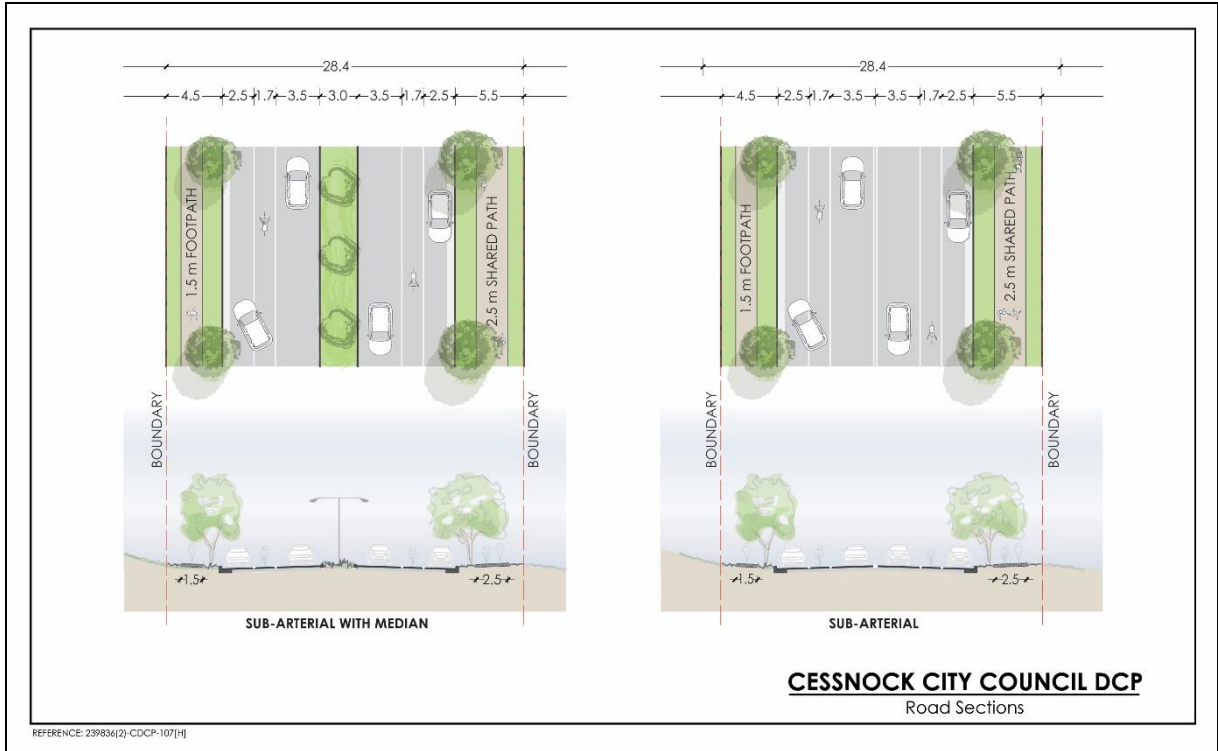 28.4
4.5 2.5 1.7 3.5 3.0 3.5 1.7 2.5 5.5
1.5 m FOOTPATH
2.5 m SHARED PATH
BOUNDARY
BOUNDARY
1.5
2.5
SUB-ARTERIAL WITH MEDIAN
28.4
4.5 2.5 1.7 3.5 3.5 1.7 2.5 5.5
1.5 m FOOTPATH
2.5 m SHARED PATH
BOUNDARY
BOUNDARY
1.5
2.5
SUB-ARTERIAL
CESSNOCK CITY COUNCIL DCP
Road Sections
REFERENCE: 239836(2)-CDCP-107[H]